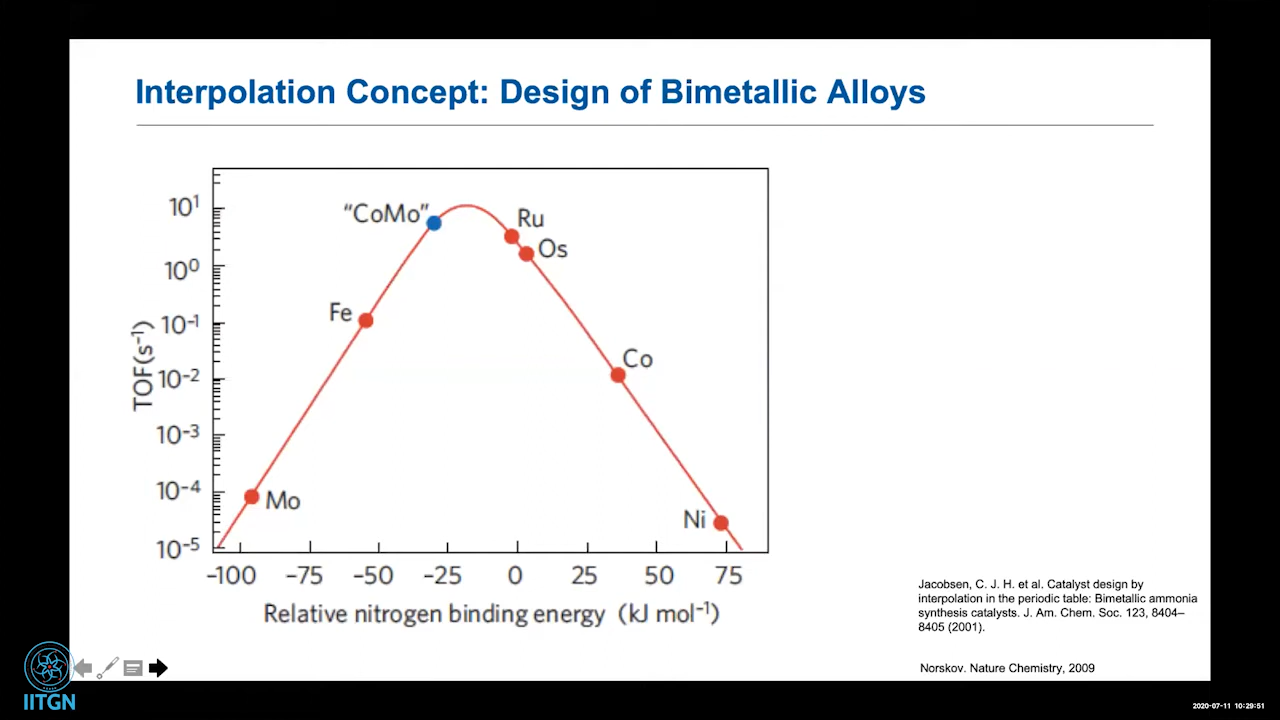 Interpolation Concept: Design of Bimetallic Alloys
10¹
10⁰
10⁻¹
10⁻²
10⁻³
10⁻⁴
10⁻⁵
TOF(s⁻¹)
“CoMo”
Ru
Os
Fe
Co
Mo
Ni
-100 -75 -50 -25 0 25 50 75
Relative nitrogen binding energy (kJ mol⁻¹)
Jacobsen, C. J. H. et al. Catalyst design by
interpolation in the periodic table: Bimetallic ammonia
synthesis catalysts. J. Am. Chem. Soc. 123, 8404–
8405 (2001).
Norskov. Nature Chemistry, 2009
IITGN
2020-07-11 10:29:51